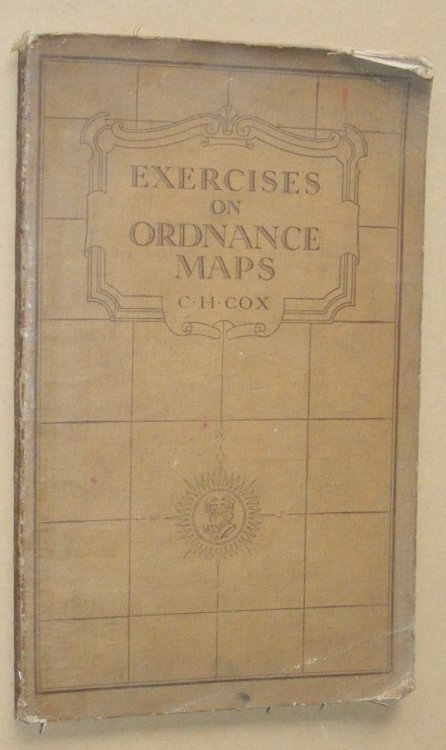 EXERCISES
ON
ORDNANCE
MAPS
C·H·COX
N
W E